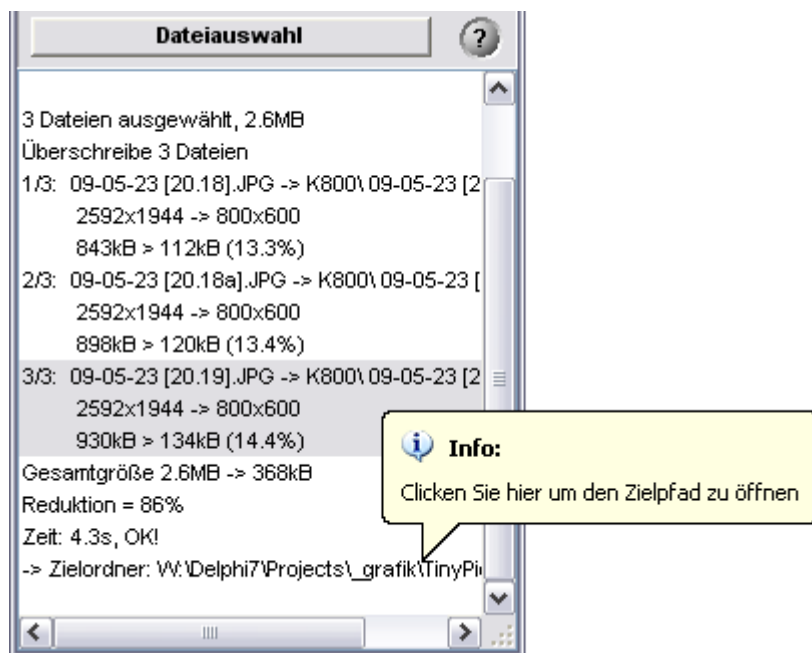 Dateiauswahl
?
3 Dateien ausgewählt, 2.6MB
Überschreibe 3 Dateien
1/3: 09-05-23 [20.18].JPG -> K800\ 09-05-23 [2
2592x1944 -> 800x600
843kB > 112kB (13.3%)
2/3: 09-05-23 [20.18a].JPG -> K800\ 09-05-23 [
2592x1944 -> 800x600
898kB > 120kB (13.4%)
3/3: 09-05-23 [20.19].JPG -> K800\ 09-05-23 [2
2592x1944 -> 800x600
930kB > 134kB (14.4%)
Gesamtgröße 2.6MB -> 368kB
Reduktion = 86%
Zeit: 4.3s, OK!
-> Zielordner: W:\Delphi7\Projects\_grafik\TinyPi
Info:
Clicken Sie hier um den Zielpfad zu öffnen